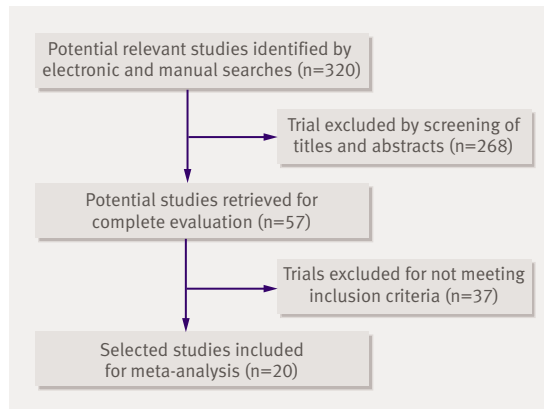 Potential relevant studies identified by
electronic and manual searches (n=320)
Trial excluded by screening of
titles and abstracts (n=268)
Potential studies retrieved for
complete evaluation (n=57)
Trials excluded for not meeting
inclusion criteria (n=37)
Selected studies included
for meta-analysis (n=20)